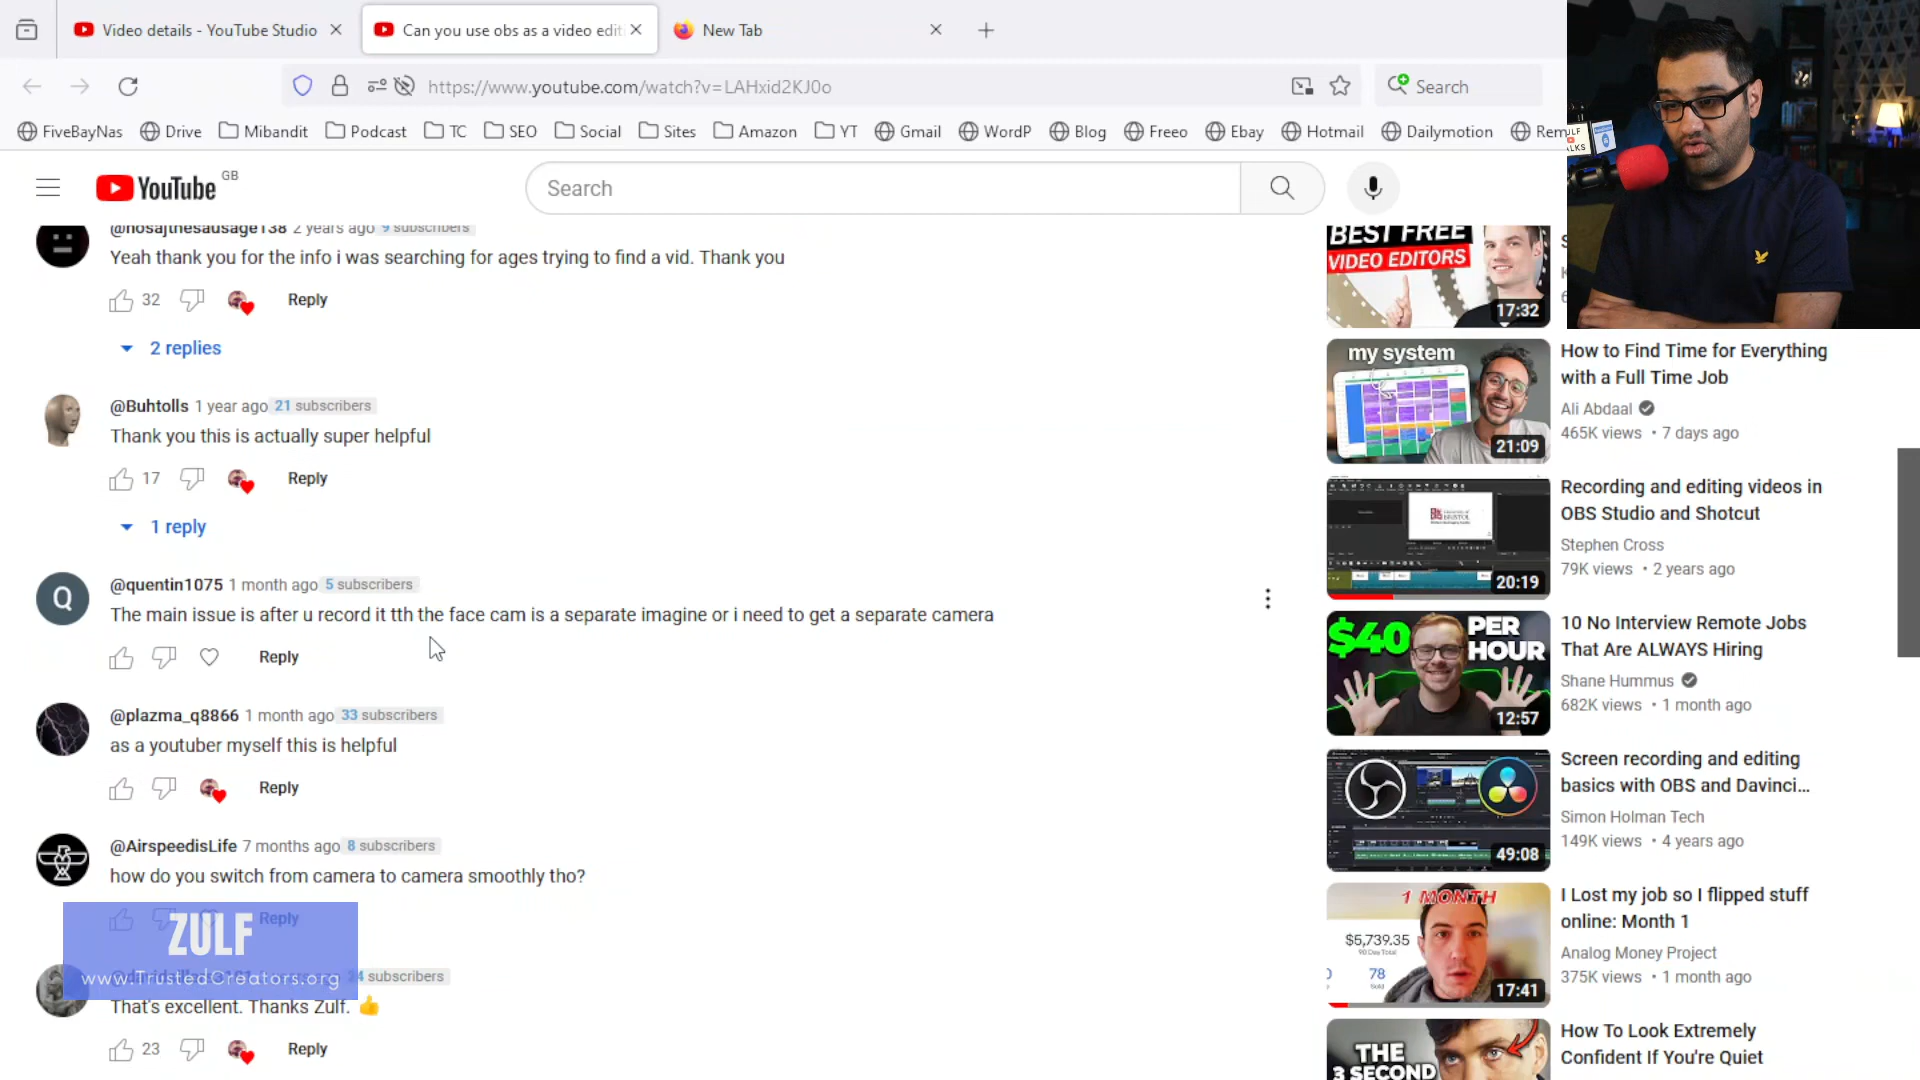 Video details - YouTube Studio
Can you use obs as a video edit
New Tab
https://www.youtube.com/watch?v=LAHxid2KJ0o
Search
FiveBayNas
Drive
Mibandit
Podcast
TC
SEO
Social
Sites
Amazon
YT
Gmail
WordP
Blog
Freeo
Ebay
Hotmail
Dailymotion
Rem
YouTube GB
Search
@nosajthesausage138 2 years ago 9 subscribers
Yeah thank you for the info i was searching for ages trying to find a vid. Thank you
32
Reply
2 replies
@Buhtolls 1 year ago 21 subscribers
Thank you this is actually super helpful
17
Reply
1 reply
@quentin1075 1 month ago 5 subscribers
The main issue is after u record it tth the face cam is a separate imagine or i need to get a separate camera
Reply
@plazma_q8866 1 month ago 33 subscribers
as a youtuber myself this is helpful
Reply
@AirspeedisLife 7 months ago 8 subscribers
how do you switch from camera to camera smoothly tho?
Reply
ZULF
www.TrustedCreators.org
24 subscribers
That's excellent. Thanks Zulf. 👍
23
Reply
BEST FREE
VIDEO EDITORS
17:32
my system
21:09
How to Find Time for Everything
with a Full Time Job
Ali Abdaal
465K views • 7 days ago
20:19
Recording and editing videos in
OBS Studio and Shotcut
Stephen Cross
79K views • 2 years ago
$40 PER
HOUR
12:57
10 No Interview Remote Jobs
That Are ALWAYS Hiring
Shane Hummus
682K views • 1 month ago
49:08
Screen recording and editing
basics with OBS and Davinci...
Simon Holman Tech
149K views • 4 years ago
1 MONTH
$5,739.35
90 Day Total
78
Sold
17:41
I Lost my job so I flipped stuff
online: Month 1
Analog Money Project
375K views • 1 month ago
THE
3 SECOND
How To Look Extremely
Confident If You're Quiet